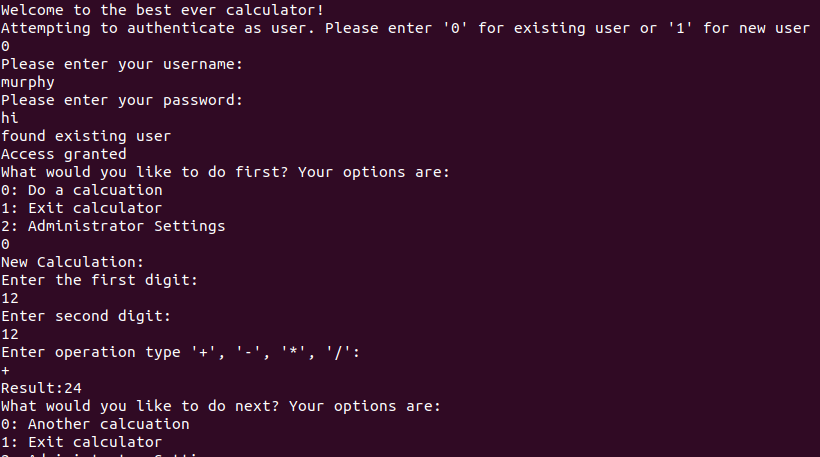 Welcome to the best ever calculator!
Attempting to authenticate as user. Please enter '0' for existing user or '1' for new user
0
Please enter your username:
murphy
Please enter your password:
hi
found existing user
Access granted
What would you like to do first? Your options are:
0: Do a calcuation
1: Exit calculator
2: Administrator Settings
0
New Calculation:
Enter the first digit:
12
Enter second digit:
12
Enter operation type '+', '-', '*', '/':
+
Result:24
What would you like to do next? Your options are:
0: Another calcuation
1: Exit calculator